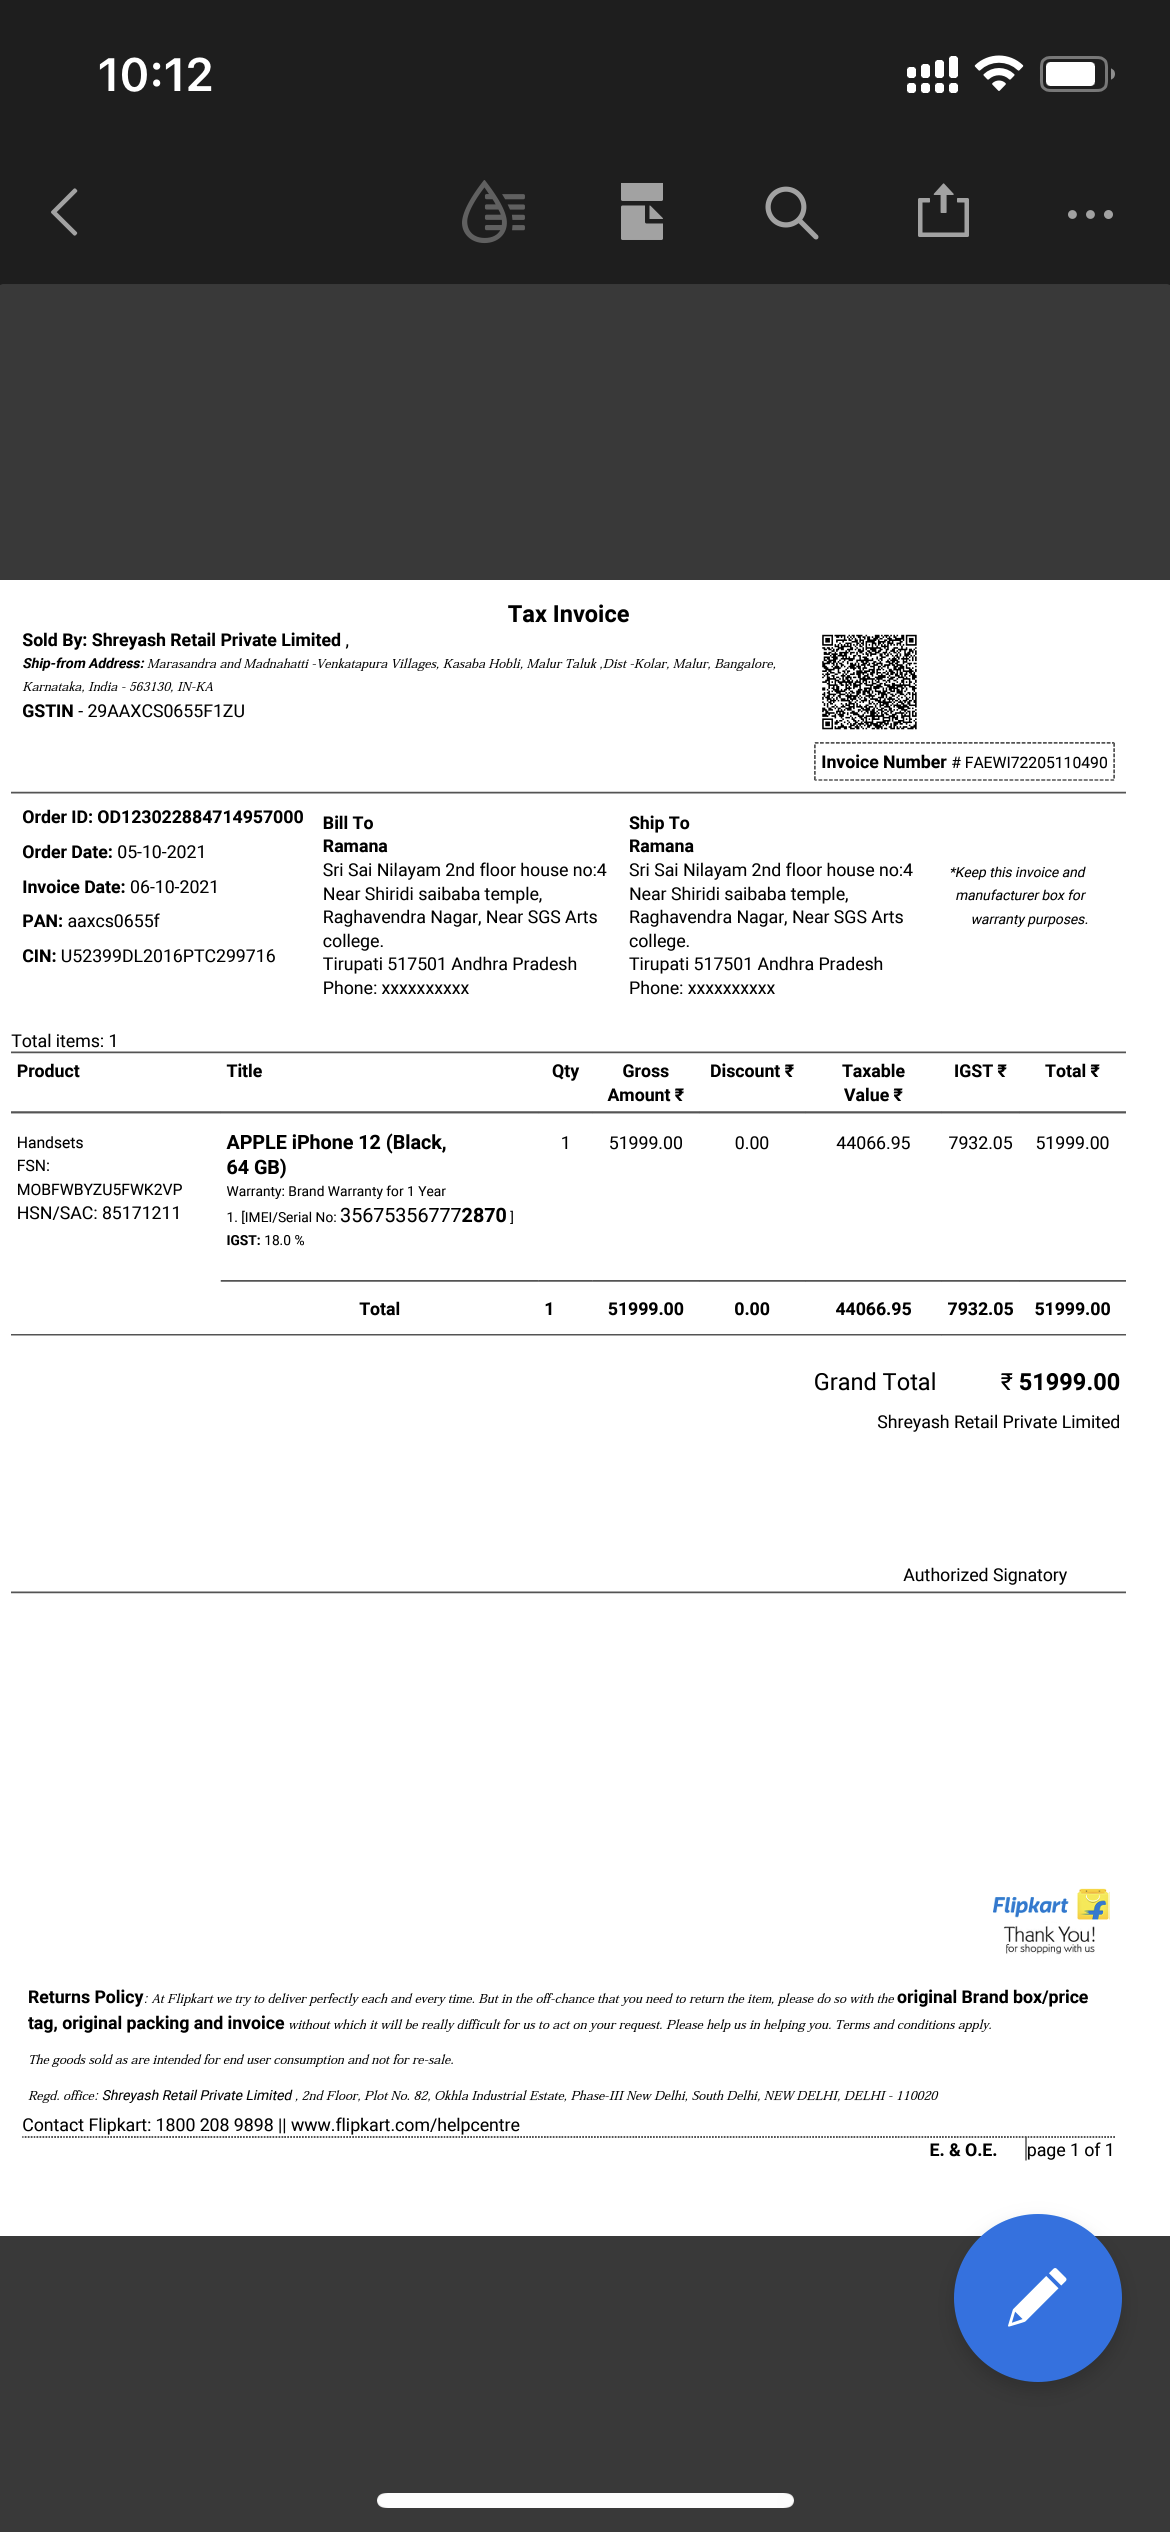 10:12
Tax Invoice
Sold By: Shreyash Retail Private Limited ,
Ship-from Address: Marasandra and Madnahatti -Venkatapura Villages, Kasaba Hobli, Malur Taluk ,Dist -Kolar, Malur, Bangalore,
Karnataka, India - 563130, IN-KA
GSTIN - 29AAXCS0655F1ZU
Invoice Number # FAEWI72205110490
Order ID: OD123022884714957000
Order Date: 05-10-2021
Invoice Date: 06-10-2021
PAN: aaxcs0655f
CIN: U52399DL2016PTC299716
Bill To
Ramana
Sri Sai Nilayam 2nd floor house no:4
Near Shiridi saibaba temple,
Raghavendra Nagar, Near SGS Arts
college.
Tirupati 517501 Andhra Pradesh
Phone: xxxxxxxxxx
Ship To
Ramana
Sri Sai Nilayam 2nd floor house no:4
Near Shiridi saibaba temple,
Raghavendra Nagar, Near SGS Arts
college.
Tirupati 517501 Andhra Pradesh
Phone: xxxxxxxxxx
*Keep this invoice and
manufacturer box for
warranty purposes.
Total items: 1
Product Title Qty Gross Amount ₹ Discount ₹ Taxable Value ₹ IGST ₹ Total ₹
Handsets
FSN:
MOBFWBYZU5FWK2VP
HSN/SAC: 85171211
APPLE iPhone 12 (Black,
64 GB)
Warranty: Brand Warranty for 1 Year
1. [IMEI/Serial No: 356753567772870 ]
IGST: 18.0 %
1 51999.00 0.00 44066.95 7932.05 51999.00
Total 1 51999.00 0.00 44066.95 7932.05 51999.00
Grand Total ₹ 51999.00
Shreyash Retail Private Limited
Authorized Signatory
Flipkart
Thank You!
for shopping with us
Returns Policy: At Flipkart we try to deliver perfectly each and every time. But in the off-chance that you need to return the item, please do so with the original Brand box/price
tag, original packing and invoice without which it will be really difficult for us to act on your request. Please help us in helping you. Terms and conditions apply.
The goods sold as are intended for end user consumption and not for re-sale.
Regd. office: Shreyash Retail Private Limited , 2nd Floor, Plot No. 82, Okhla Industrial Estate, Phase-III New Delhi, South Delhi, NEW DELHI, DELHI - 110020
Contact Flipkart: 1800 208 9898 || www.flipkart.com/helpcentre
E. & O.E. page 1 of 1